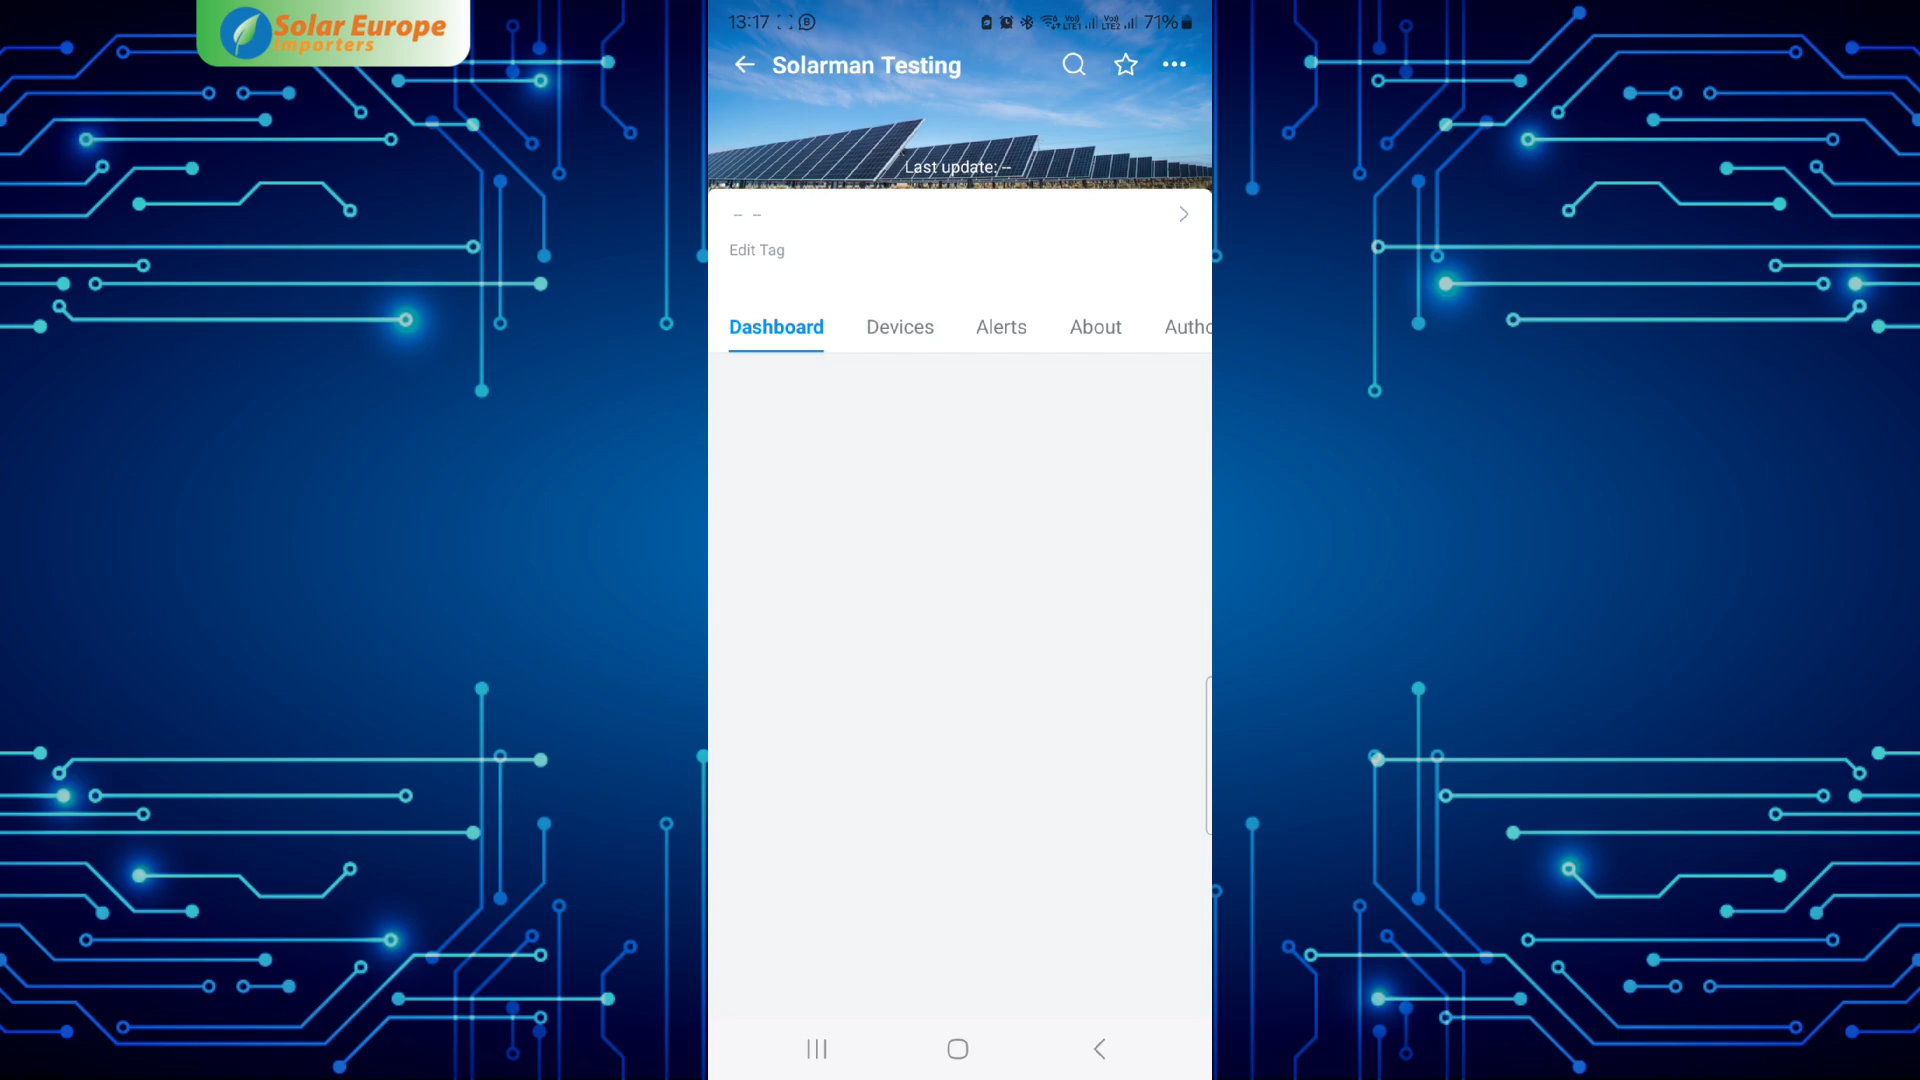 Solar Europe
Importers
13:17
71%
Solarman Testing
Last update:--
-- --
Edit Tag
Dashboard
Devices
Alerts
About
Autho